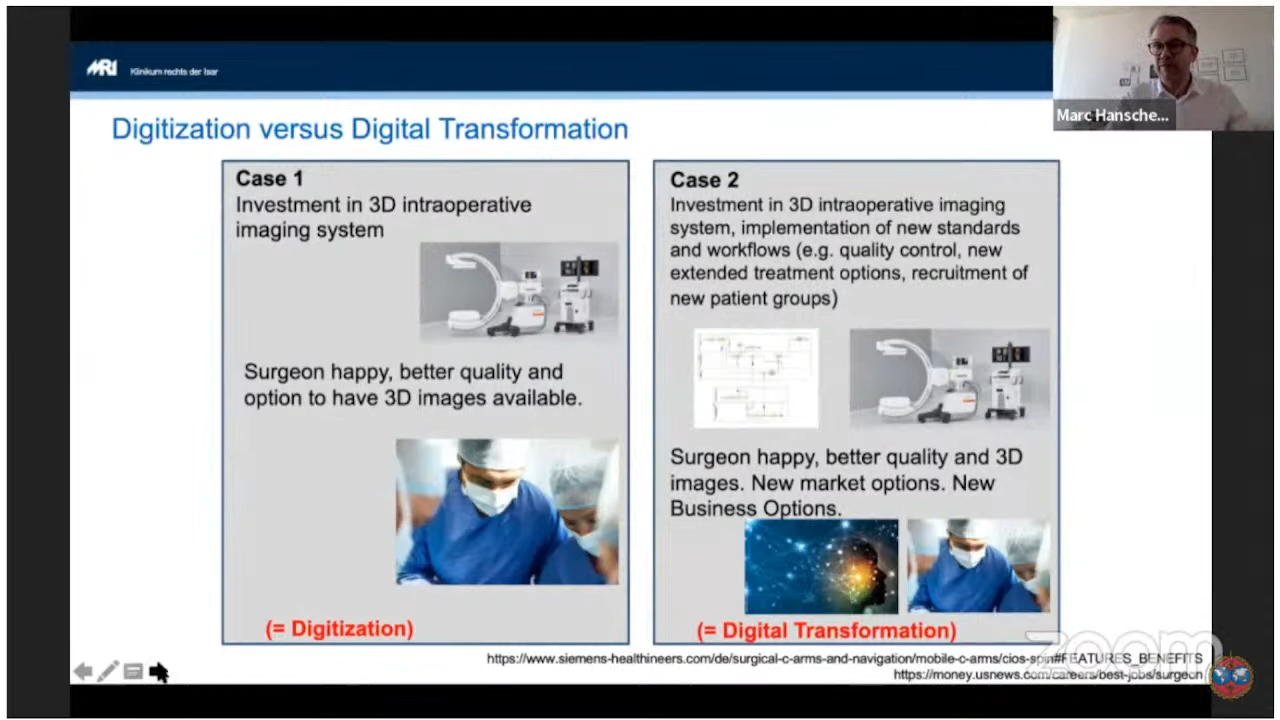 MRI Klinikum rechts der Isar
Marc Hansche...
Digitization versus Digital Transformation
Case 1
Investment in 3D intraoperative
imaging system
Surgeon happy, better quality and
option to have 3D images available.
(= Digitization)
Case 2
Investment in 3D intraoperative imaging
system, implementation of new standards
and workflows (e.g. quality control, new
extended treatment options, recruitment of
new patient groups)
Surgeon happy, better quality and 3D
images. New market options. New
Business Options.
(= Digital Transformation)
zoom
https://www.siemens-healthineers.com/de/surgical-c-arms-and-navigation/mobile-c-arms/cios-spin#FEATURES_BENEFITS
https://money.usnews.com/careers/best-jobs/surgeon